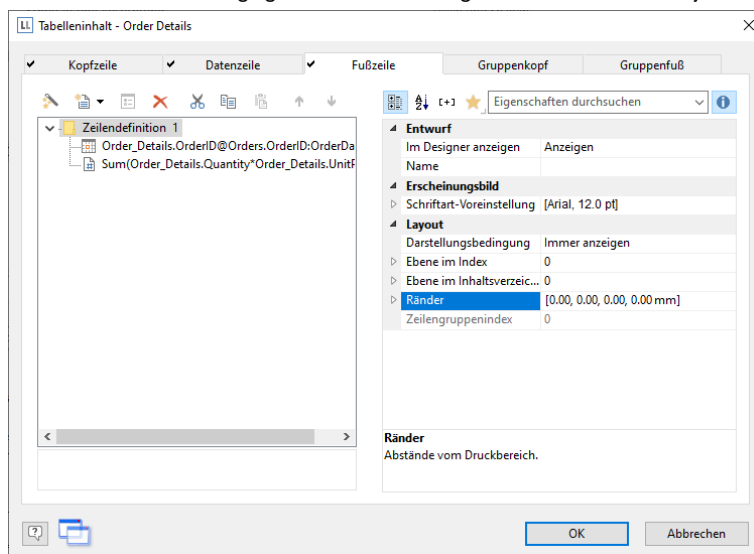 LL Tabelleninhalt - Order Details
Kopfzeile Datenzeile Fußzeile Gruppenkopf Gruppenfuß
Eigenschaften durchsuchen
Zeilendefinition 1
Order_Details.OrderID@Orders.OrderID:OrderDa
Sum(Order_Details.Quantity*Order_Details.UnitP
Entwurf
Im Designer anzeigen Anzeigen
Name
Erscheinungsbild
Schriftart-Voreinstellung [Arial, 12.0 pt]
Layout
Darstellungsbedingung Immer anzeigen
Ebene im Index 0
Ebene im Inhaltsverzeic... 0
Ränder [0.00, 0.00, 0.00, 0.00 mm]
Zeilengruppenindex 0
Ränder
Abstände vom Druckbereich.
OK Abbrechen